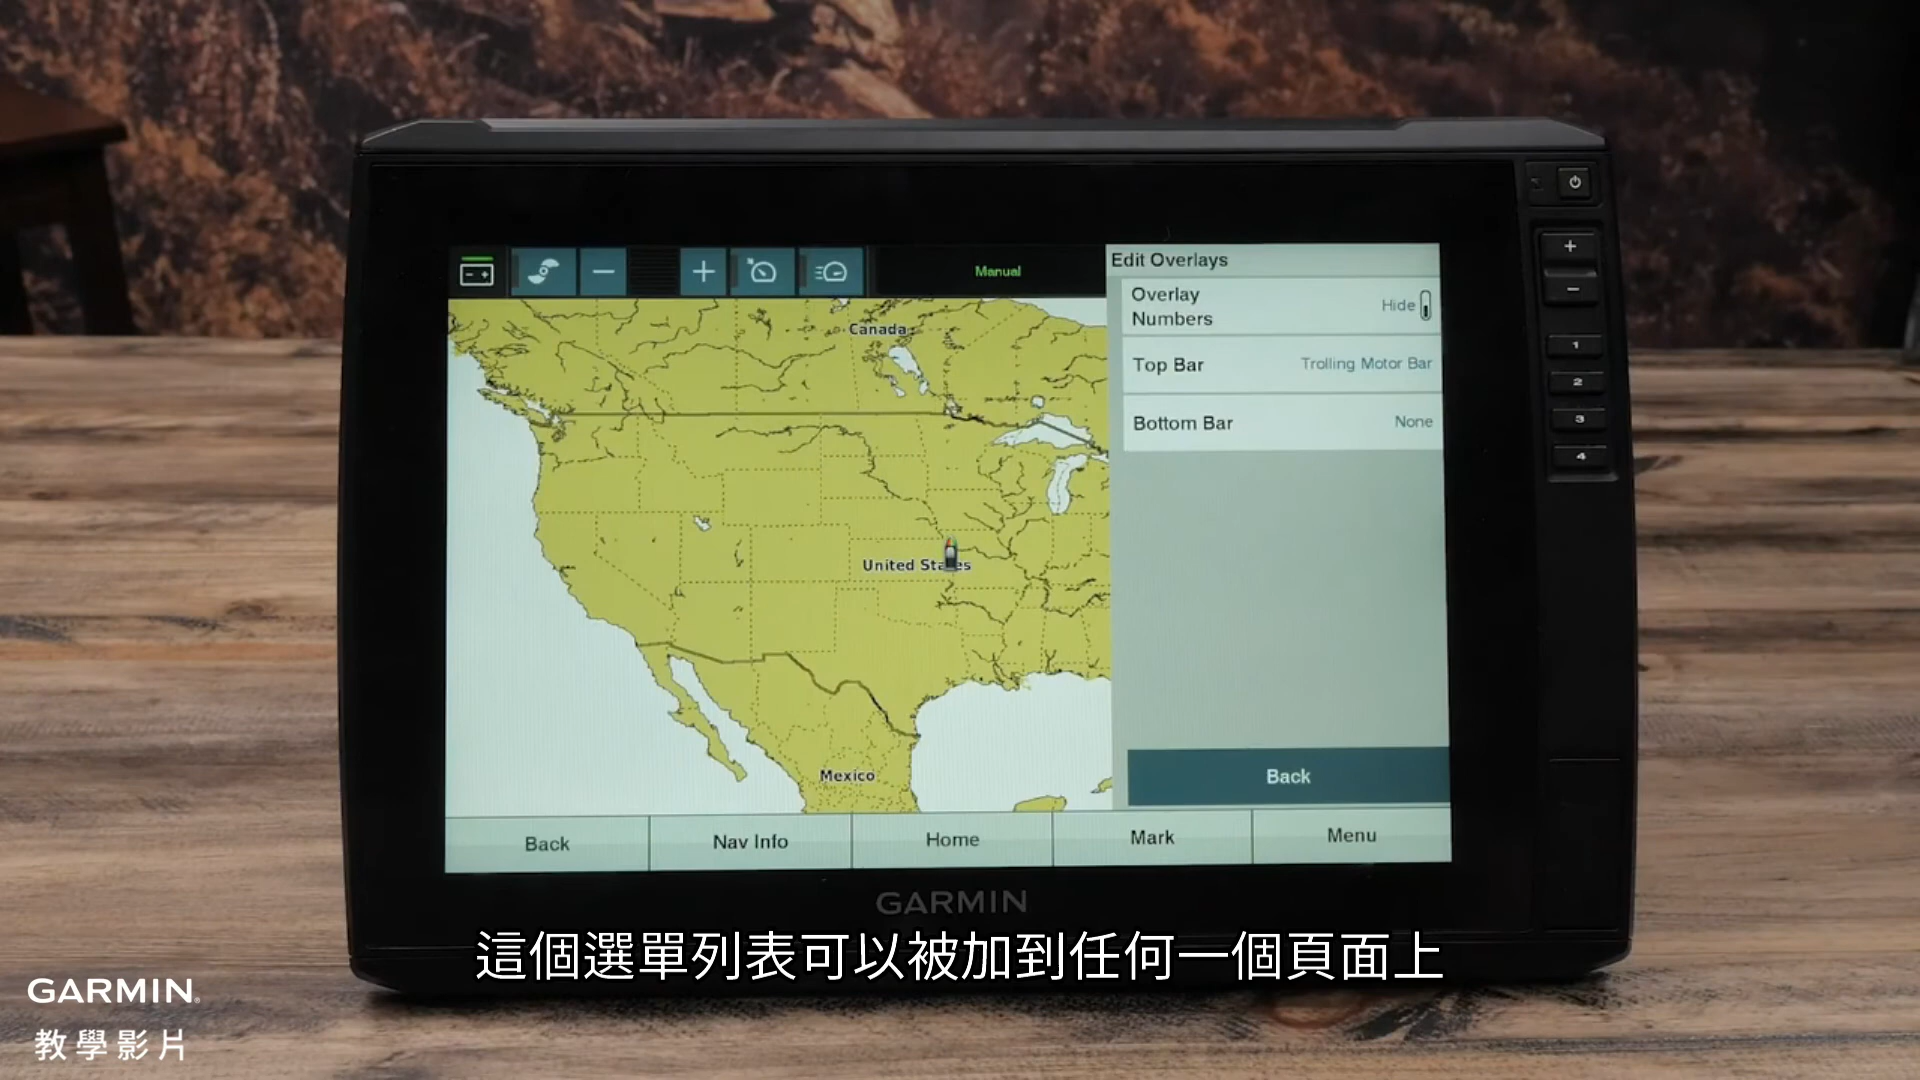 Manual
Edit Overlays
Overlay
Numbers
Hide
Top Bar
Trolling Motor Bar
Bottom Bar
None
Canada
United States
Mexico
Back
Back
Nav Info
Home
Mark
Menu
1
2
3
4
GARMIN
這個選單列表可以被加到任何一個頁面上
GARMIN
教學影片